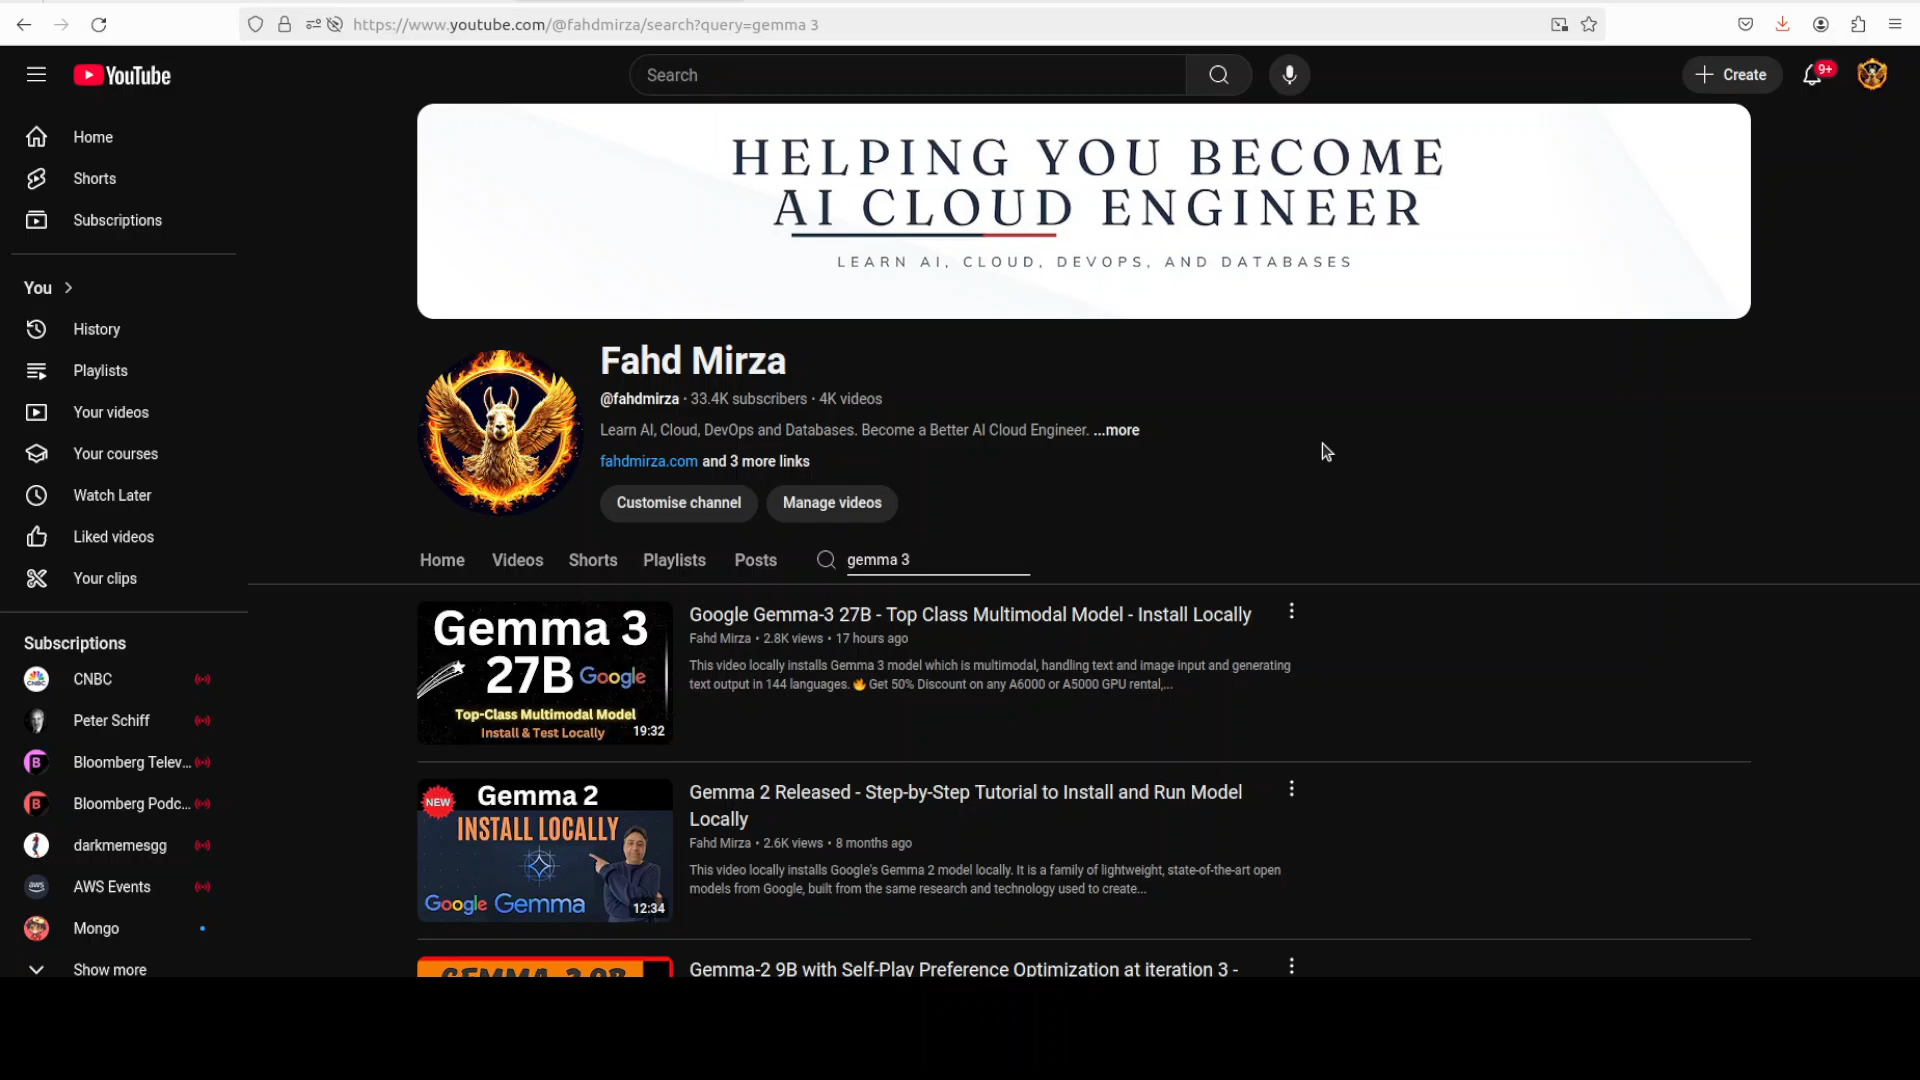 https://www.youtube.com/@fahdmirza/search?query=gemma 3
YouTube
Search
Create
9+
Home
Shorts
Subscriptions
You
History
Playlists
Your videos
Your courses
Watch Later
Liked videos
Your clips
Subscriptions
CNBC
Peter Schiff
Bloomberg Telev...
Bloomberg Podc...
darkmemesgg
AWS Events
Mongo
Show more
HELPING YOU BECOME
AI CLOUD ENGINEER
LEARN AI, CLOUD, DEVOPS, AND DATABASES
Fahd Mirza
@fahdmirza · 33.4K subscribers · 4K videos
Learn AI, Cloud, DevOps and Databases. Become a Better AI Cloud Engineer. ...more
fahdmirza.com and 3 more links
Customise channel
Manage videos
Home
Videos
Shorts
Playlists
Posts
gemma 3
Gemma 3
27B Google
Top-Class Multimodal Model
Install & Test Locally
19:32
Google Gemma-3 27B - Top Class Multimodal Model - Install Locally
Fahd Mirza • 2.8K views • 17 hours ago
This video locally installs Gemma 3 model which is multimodal, handling text and image input and generating
text output in 144 languages. 🔥 Get 50% Discount on any A6000 or A5000 GPU rental,...
NEW
Gemma 2
INSTALL LOCALLY
Google Gemma
12:34
Gemma 2 Released - Step-by-Step Tutorial to Install and Run Model
Locally
Fahd Mirza • 2.6K views • 8 months ago
This video locally installs Google's Gemma 2 model locally. It is a family of lightweight, state-of-the-art open
models from Google, built from the same research and technology used to create...
Gemma-2 9B with Self-Play Preference Optimization at iteration 3 -